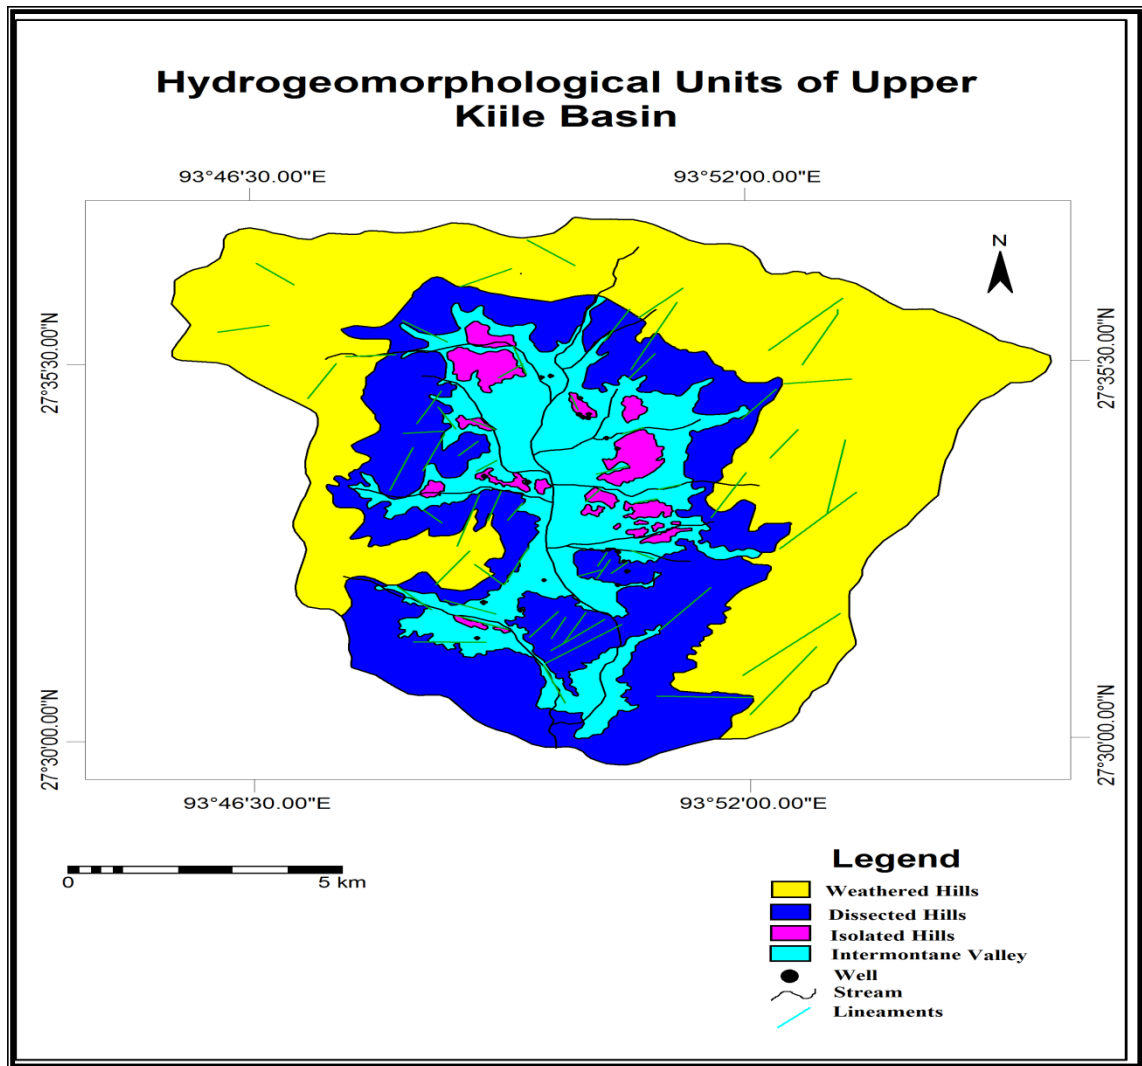 Hydrogeomorphological Units of Upper
Kiile Basin
93°46'30.00"E
93°52'00.00"E
N
27°35'30.00"N
27°35'30.00"N
27°30'00.00"N
27°30'00.00"N
93°46'30.00"E
93°52'00.00"E
0
5 km
Legend
Weathered Hills
Dissected Hills
Isolated Hills
Intermontane Valley
Well
Stream
Lineaments